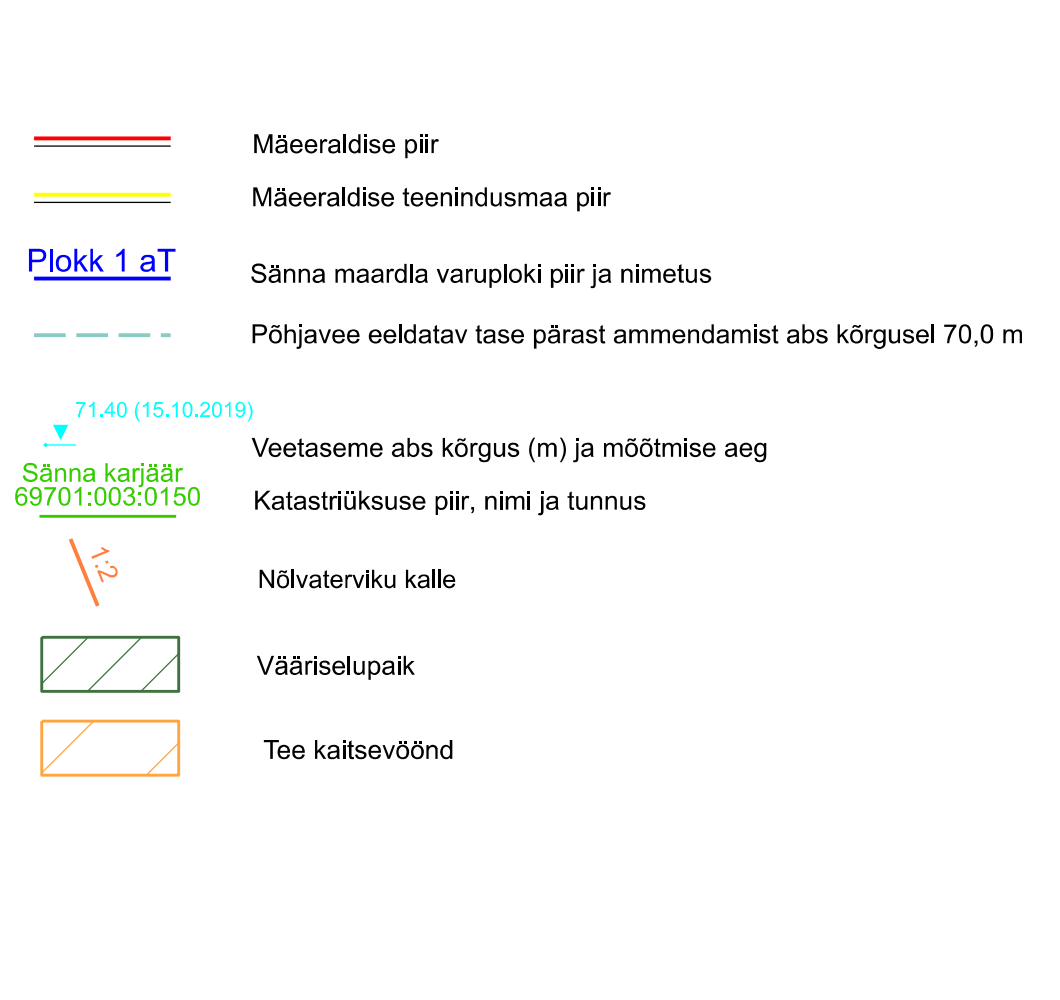 Mäeeraldise piir
Mäeeraldise teenindusmaa piir
Plokk 1 aT
Sänna maardla varuploki piir ja nimetus
Põhjavee eeldatav tase pärast ammendamist abs kõrgusel 70,0 m
71.40 (15.10.2019)
Veetaseme abs kõrgus (m) ja mõõtmise aeg
Sänna karjäär
69701:003:0150
Katastriüksuse piir, nimi ja tunnus
1:2
Nõlvaterviku kalle
Vääriselupaik
Tee kaitsevöönd